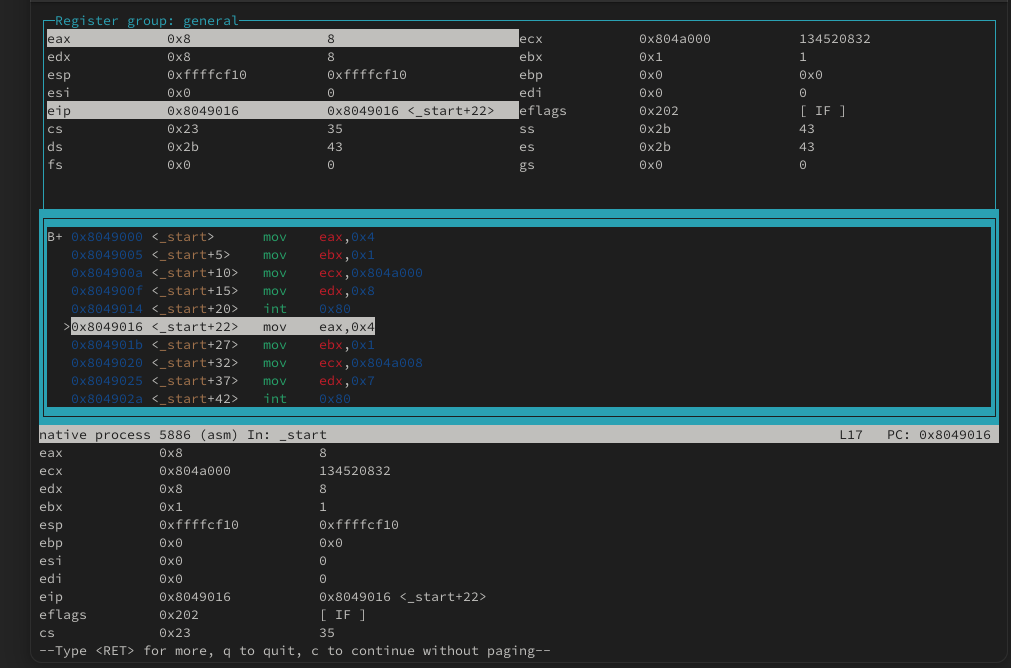 Register group: general
eax 0x8 8 ecx 0x804a000 134520832
edx 0x8 8 ebx 0x1 1
esp 0xffffcf10 0xffffcf10 ebp 0x0 0x0
esi 0x0 0 edi 0x0 0
eip 0x8049016 0x8049016 <_start+22> eflags 0x202 [ IF ]
cs 0x23 35 ss 0x2b 43
ds 0x2b 43 es 0x2b 43
fs 0x0 0 gs 0x0 0
B+ 0x8049000 <_start> mov eax,0x4
0x8049005 <_start+5> mov ebx,0x1
0x804900a <_start+10> mov ecx,0x804a000
0x804900f <_start+15> mov edx,0x8
0x8049014 <_start+20> int 0x80
>0x8049016 <_start+22> mov eax,0x4
0x804901b <_start+27> mov ebx,0x1
0x8049020 <_start+32> mov ecx,0x804a008
0x8049025 <_start+37> mov edx,0x7
0x804902a <_start+42> int 0x80
native process 5886 (asm) In: _start L17 PC: 0x8049016
eax 0x8 8
ecx 0x804a000 134520832
edx 0x8 8
ebx 0x1 1
esp 0xffffcf10 0xffffcf10
ebp 0x0 0x0
esi 0x0 0
edi 0x0 0
eip 0x8049016 0x8049016 <_start+22>
eflags 0x202 [ IF ]
cs 0x23 35
--Type <RET> for more, q to quit, c to continue without paging--